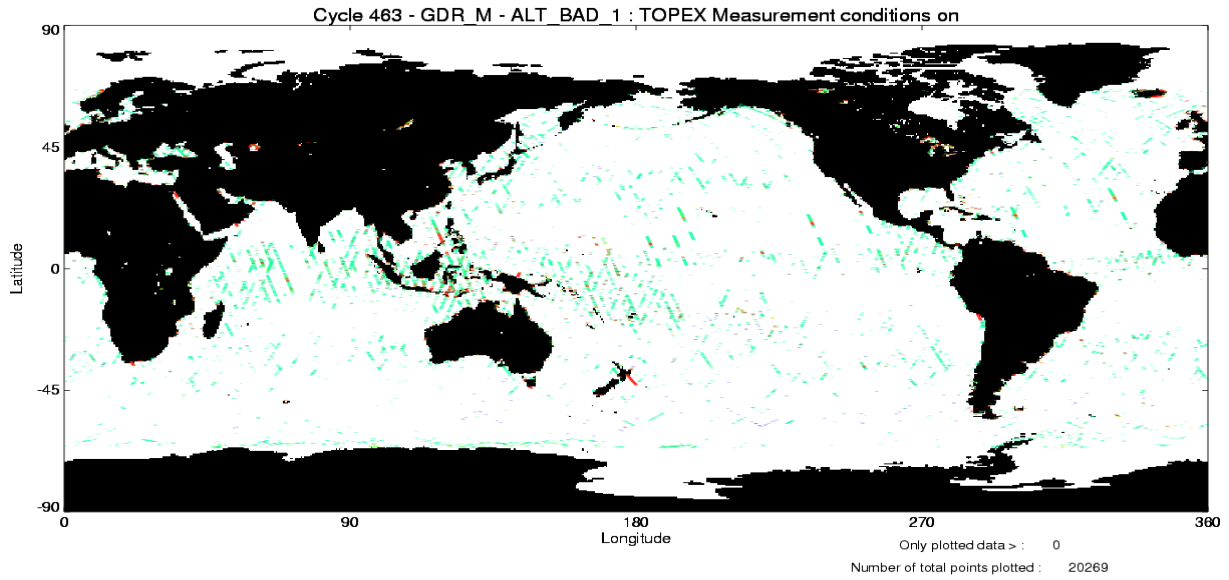 Cycle 463 - GDR_M - ALT_BAD_1 : TOPEX Measurement conditions on
90
45
0
-45
-90
Latitude
0 90 180 270 360
Longitude
Only plotted data > : 0
Number of total points plotted : 20269